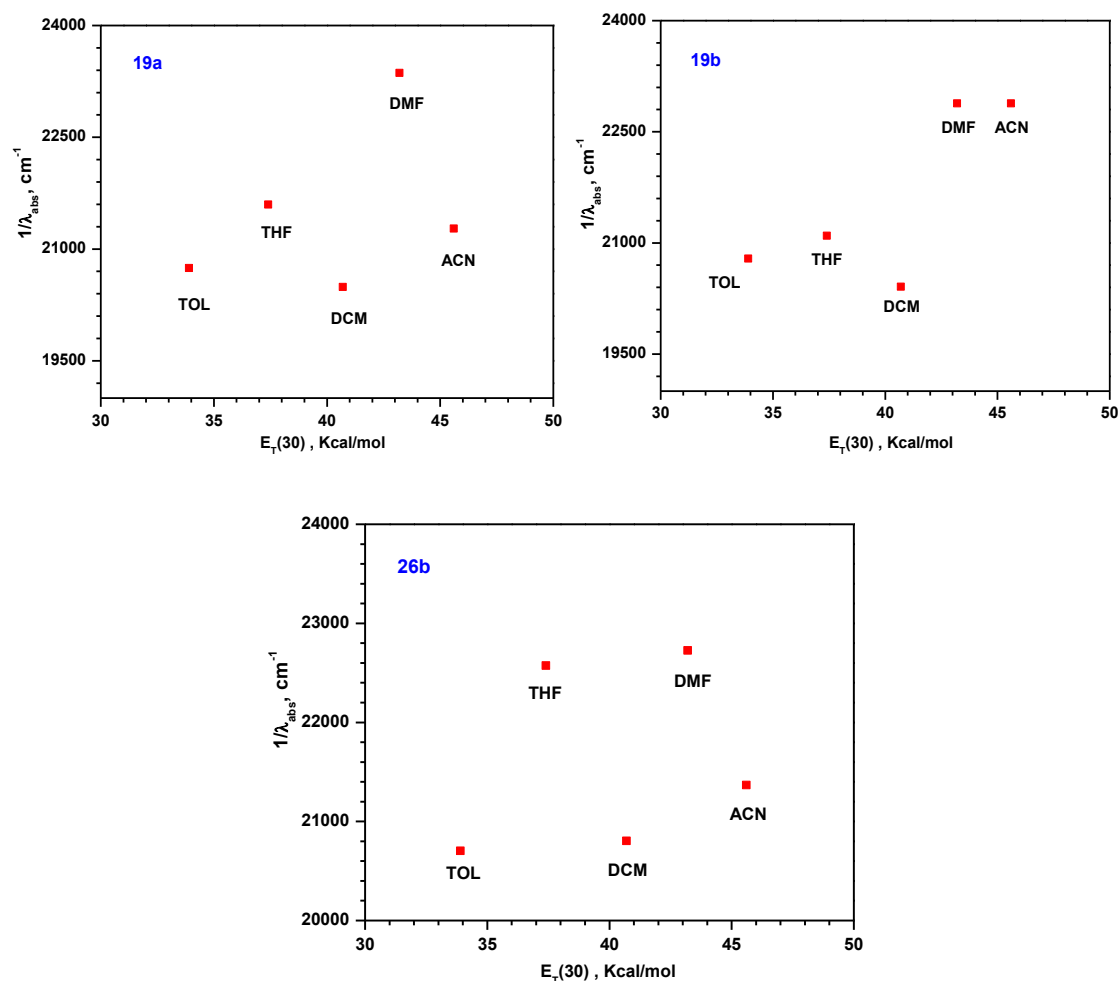 24000
19a
DMF
22500
1/λabs, cm⁻¹
THF
21000
ACN
TOL
DCM
19500
30 35 40 45 50
ET(30) , Kcal/mol
24000
19b
22500
DMF ACN
1/λabs, cm⁻¹
21000
THF
TOL
DCM
19500
30 35 40 45 50
ET(30) , Kcal/mol
24000
26b
23000
THF
DMF
1/λabs, cm⁻¹
22000
21000
ACN
TOL
DCM
20000
30 35 40 45 50
ET(30) , Kcal/mol